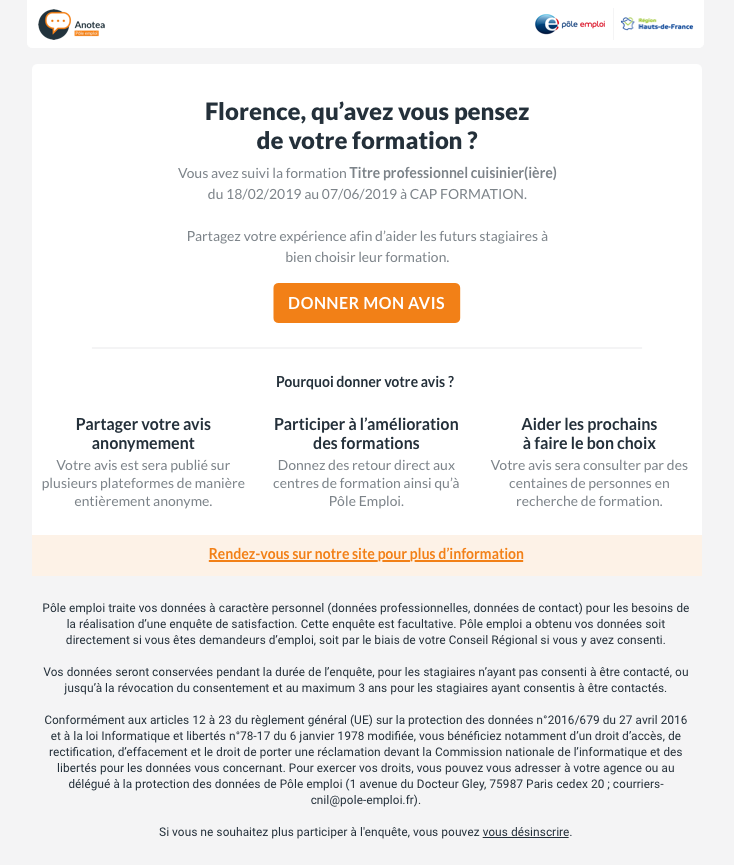 Anotea
Pôle emploi
pôle emploi
Région
Hauts-de-France
Florence, qu’avez vous pensez
de votre formation ?
Vous avez suivi la formation Titre professionnel cuisinier(ière)
du 18/02/2019 au 07/06/2019 à CAP FORMATION.
Partagez votre expérience afin d’aider les futurs stagiaires à
bien choisir leur formation.
DONNER MON AVIS
Pourquoi donner votre avis ?
Partager votre avis
anonymement
Votre avis est sera publié sur
plusieurs plateformes de manière
entièrement anonyme.
Participer à l’amélioration
des formations
Donnez des retour direct aux
centres de formation ainsi qu’à
Pôle Emploi.
Aider les prochains
à faire le bon choix
Votre avis sera consulter par des
centaines de personnes en
recherche de formation.
Rendez-vous sur notre site pour plus d’information
Pôle emploi traite vos données à caractère personnel (données professionnelles, données de contact) pour les besoins de
la réalisation d’une enquête de satisfaction. Cette enquête est facultative. Pôle emploi a obtenu vos données soit
directement si vous êtes demandeurs d’emploi, soit par le biais de votre Conseil Régional si vous y avez consenti.
Vos données seront conservées pendant la durée de l’enquête, pour les stagiaires n’ayant pas consenti à être contacté, ou
jusqu’à la révocation du consentement et au maximum 3 ans pour les stagiaires ayant consentis à être contactés.
Conformément aux articles 12 à 23 du règlement général (UE) sur la protection des données n°2016/679 du 27 avril 2016
et à la loi Informatique et libertés n°78-17 du 6 janvier 1978 modifiée, vous bénéficiez notamment d’un droit d’accès, de
rectification, d’effacement et le droit de porter une réclamation devant la Commission nationale de l’informatique et des
libertés pour les données vous concernant. Pour exercer vos droits, vous pouvez vous adresser à votre agence ou au
délégué à la protection des données de Pôle emploi (1 avenue du Docteur Gley, 75987 Paris cedex 20 ; courriers-
cnil@pole-emploi.fr).
Si vous ne souhaitez plus participer à l’enquête, vous pouvez vous désinscrire.